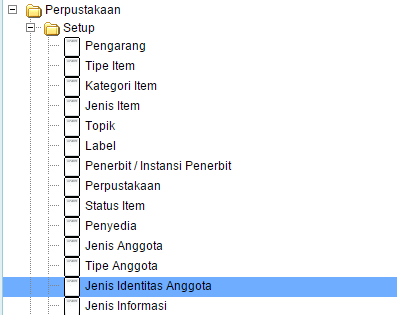 Perpustakaan
Setup
Pengarang
Tipe Item
Kategori Item
Jenis Item
Topik
Label
Penerbit / Instansi Penerbit
Perpustakaan
Status Item
Penyedia
Jenis Anggota
Tipe Anggota
Jenis Identitas Anggota
Jenis Informasi